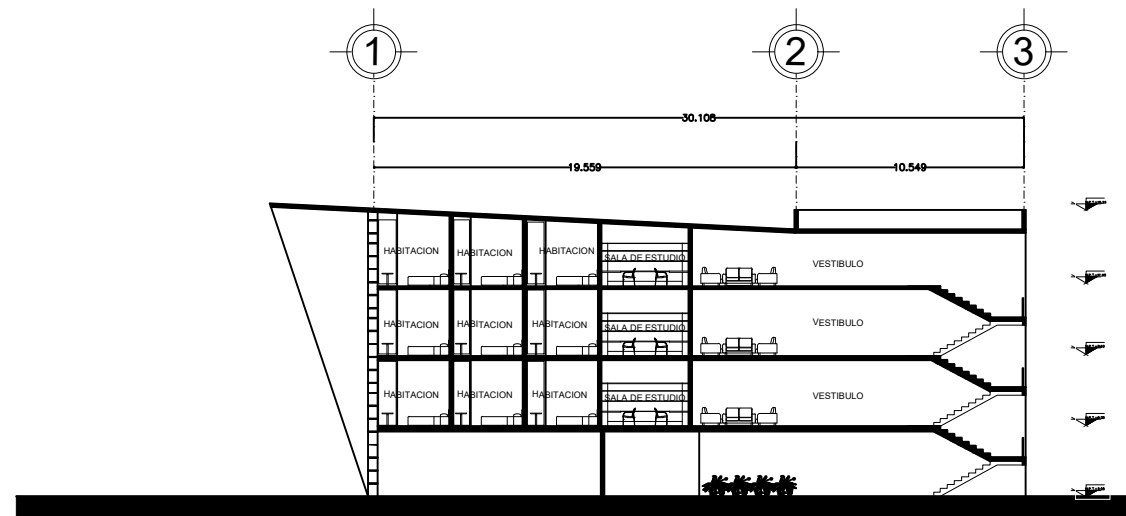 1 2 3
30.108
19.559 10.549
HABITACION HABITACION HABITACION SALA DE ESTUDIO VESTIBULO
HABITACION HABITACION HABITACION SALA DE ESTUDIO VESTIBULO
HABITACION HABITACION HABITACION SALA DE ESTUDIO VESTIBULO